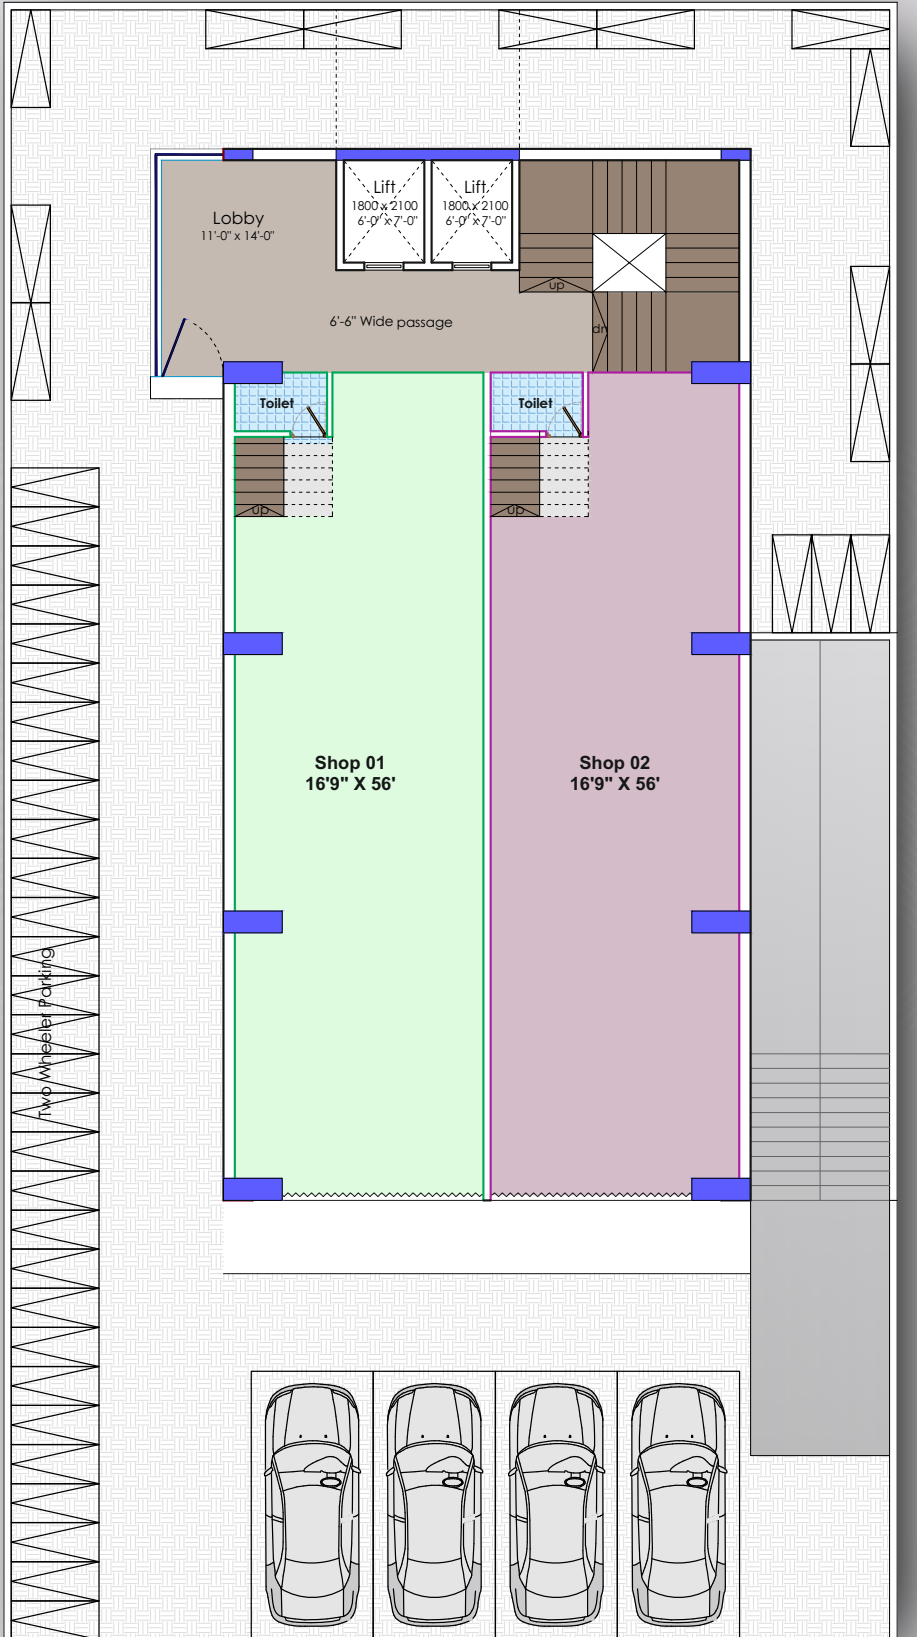 Lobby
11'-0" x 14'-0"
Lift
1800 x 2100
6'-0" x 7'-0"
Lift
1800 x 2100
6'-0" x 7'-0"
up
6'-6" Wide passage
dn
Toilet
Toilet
up
up
Shop 01
16'9" X 56'
Shop 02
16'9" X 56'
Two Wheeler Parking